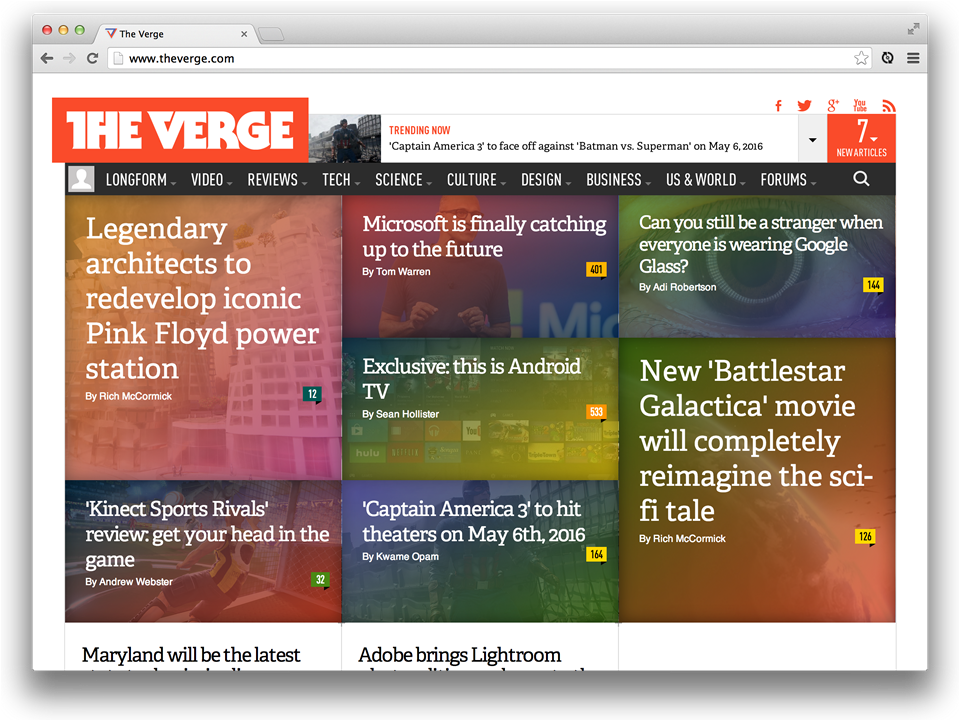 The Verge
www.theverge.com
THE VERGE
TRENDING NOW
'Captain America 3' to face off against 'Batman vs. Superman' on May 6, 2016
7
NEW ARTICLES
You
Tube
LONGFORM VIDEO REVIEWS TECH SCIENCE CULTURE DESIGN BUSINESS US & WORLD FORUMS
Legendary
architects to
redevelop iconic
Pink Floyd power
station
By Rich McCormick
12
Microsoft is finally catching
up to the future
By Tom Warren
401
Mic
Can you still be a stranger when
everyone is wearing Google
Glass?
By Adi Robertson
144
Exclusive: this is Android
TV
By Sean Hollister
533
You
hulu
NETFLIX
New 'Battlestar
Galactica' movie
will completely
reimagine the sci-
fi tale
By Rich McCormick
126
'Kinect Sports Rivals'
review: get your head in the
game
By Andrew Webster
32
'Captain America 3' to hit
theaters on May 6th, 2016
By Kwame Opam
164
Maryland will be the latest
Adobe brings Lightroom